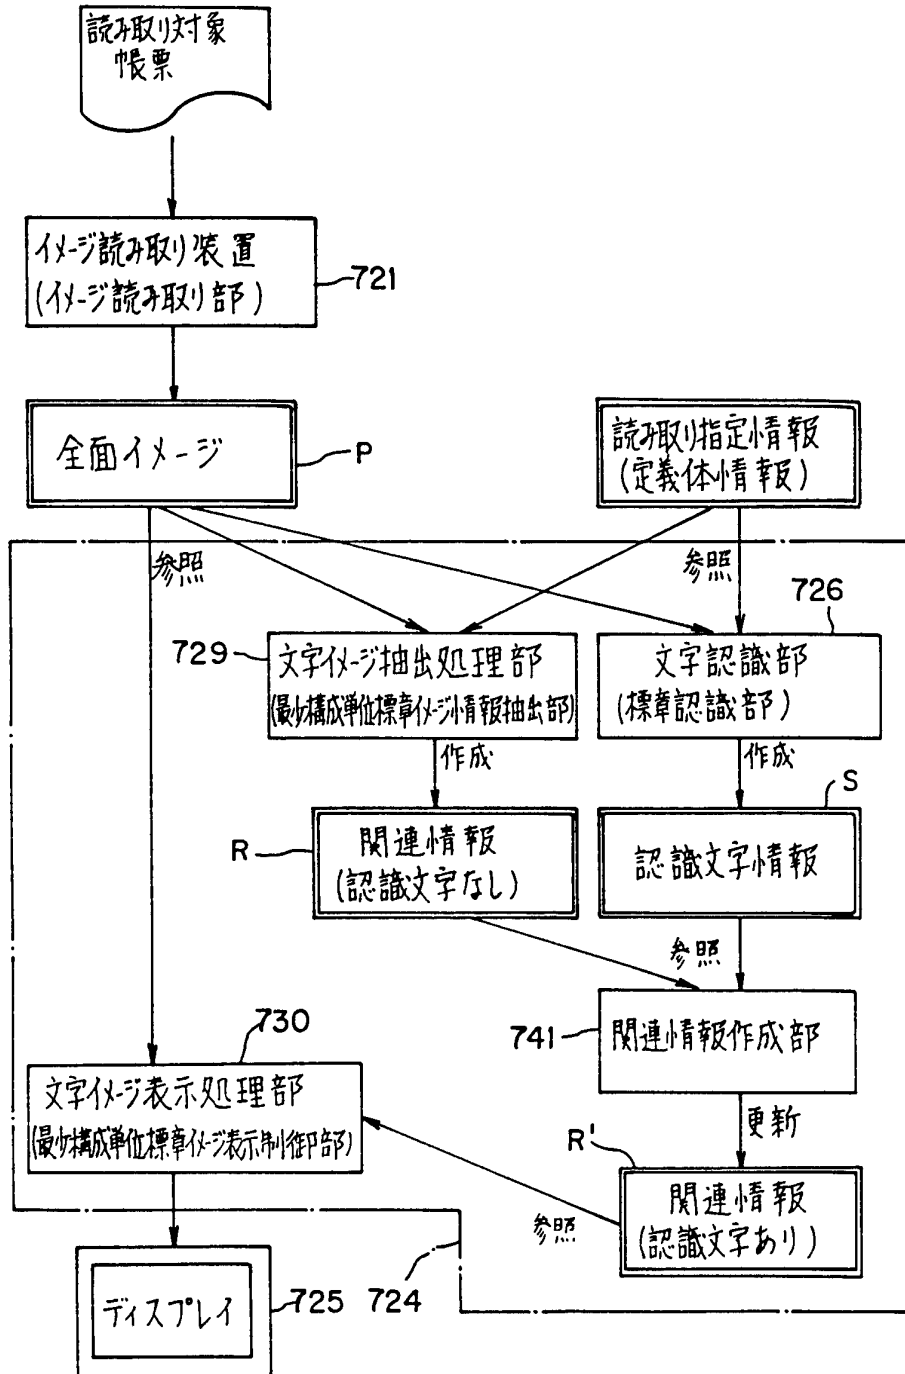 読み取り対象
帳票
イメージ読み取り装置
(イメージ読み取り部)
721
全面イメージ
P
読み取り指定情報
(定義体情報)
参照
参照
726
729
文字イメージ抽出処理部
(最少構成単位標章イメージ情報抽出部)
文字認識部
(標章認識部)
作成
作成
S
R
関連情報
(認識文字なし)
認識文字情報
参照
730
741
関連情報作成部
文字イメージ表示処理部
(最少構成単位標章イメージ表示制御部)
更新
R'
関連情報
(認識文字あり)
参照
ディスプレイ
725
724